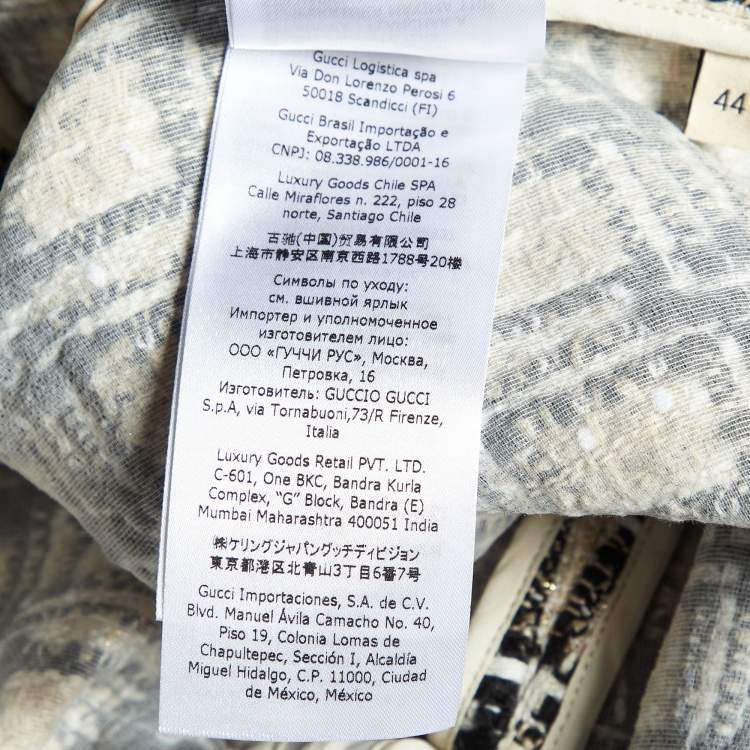 Gucci Logistica spa
Via Don Lorenzo Perosi 6
50018 Scandicci (FI)
Gucci Brasil Importação e
Exportação LTDA
CNPJ: 08.338.986/0001-16
Luxury Goods Chile SPA
Calle Miraflores n. 222, piso 28
norte, Santiago Chile
古驰(中国)贸易有限公司
上海市静安区南京西路1788号20楼
Символы по уходу:
см. вшивной ярлык
Импортер и уполномоченное
изготовителем лицо:
ООО «ГУЧЧИ РУС», Москва,
Петровка, 16
Изготовитель: GUCCIO GUCCI
S.p.A, via Tornabuoni,73/R Firenze,
Italia
Luxury Goods Retail PVT. LTD.
C-601, One BKC, Bandra Kurla
Complex, “G” Block, Bandra (E)
Mumbai Maharashtra 400051 India
㈱ケリングジャパングッチディビジョン
東京都港区北青山3丁目6番7号
Gucci Importaciones, S.A. de C.V.
Blvd. Manuel Ávila Camacho No. 40,
Piso 19, Colonia Lomas de
Chapultepec, Sección I, Alcaldía
Miguel Hidalgo, C.P. 11000, Ciudad
de México, México
44